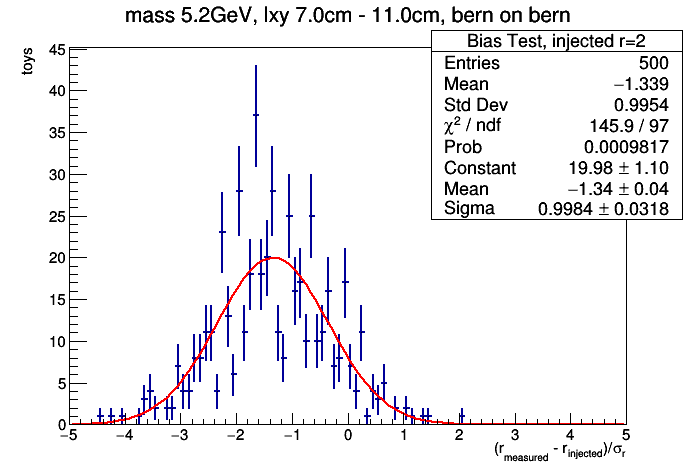 mass 5.2GeV, lxy 7.0cm - 11.0cm, bern on bern
Bias Test, injected r=2
Entries 500
Mean −1.339
Std Dev 0.9954
χ² / ndf 145.9 / 97
Prob 0.0009817
Constant 19.98 ± 1.10
Mean −1.34 ± 0.04
Sigma 0.9984 ± 0.0318
toys
45
40
35
30
25
20
15
10
5
0
−5 −4 −3 −2 −1 0 1 2 3 4 5
(r_measured - r_injected)/σ_r